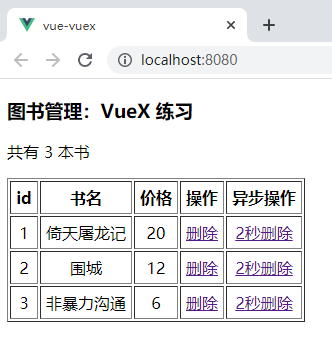 vue-vuex
localhost:8080
图书管理：VueX 练习
共有 3 本书
id 书名 价格 操作 异步操作
1 倚天屠龙记 20 删除 2秒删除
2 围城 12 删除 2秒删除
3 非暴力沟通 6 删除 2秒删除